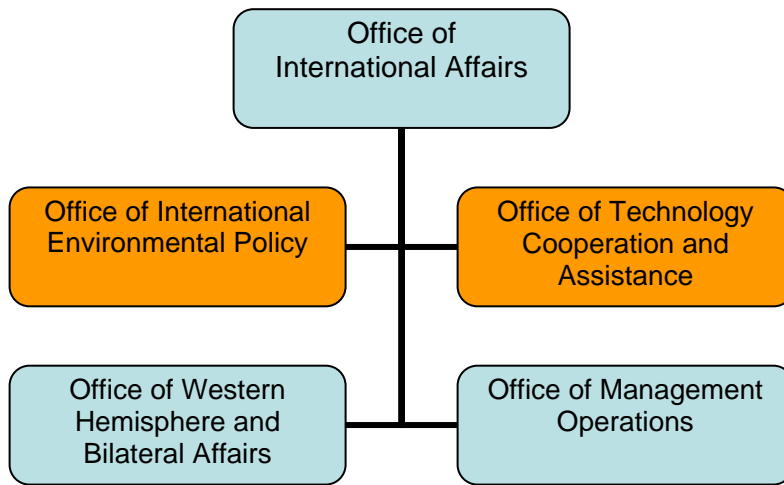 Office of
International Affairs
Office of International
Environmental Policy
Office of Technology
Cooperation and
Assistance
Office of Western
Hemisphere and
Bilateral Affairs
Office of Management
Operations